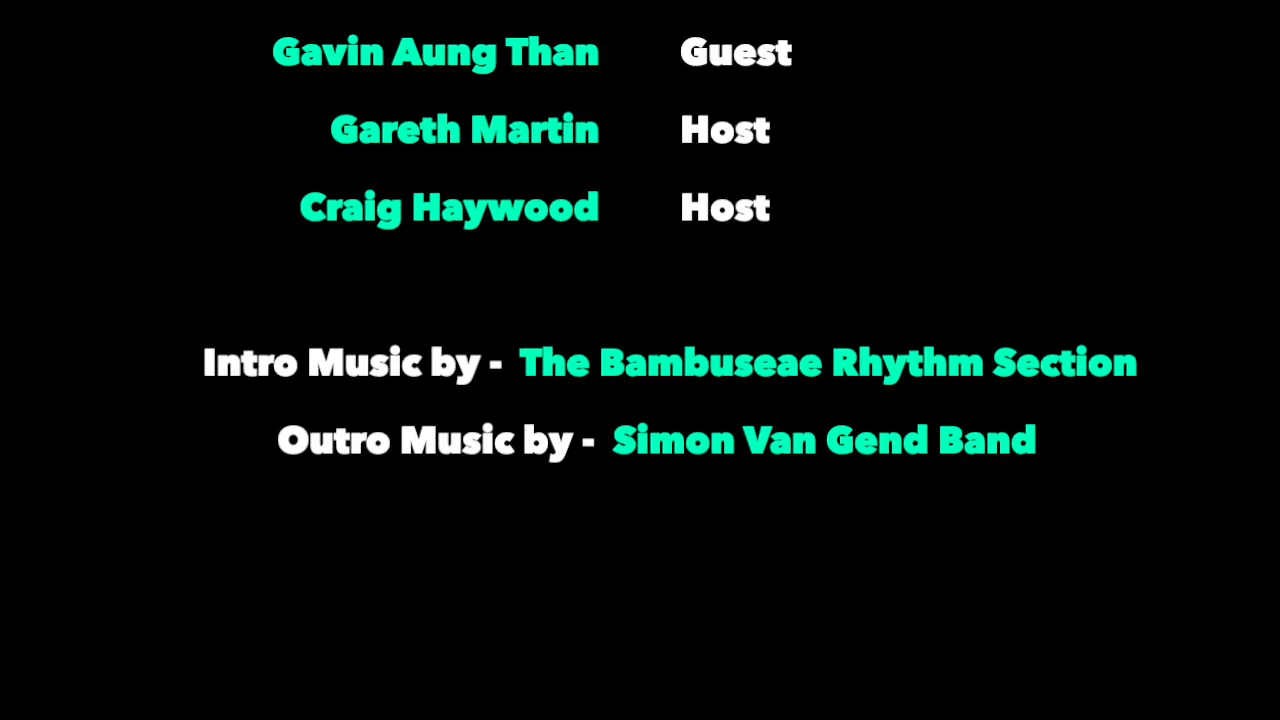 Gavin Aung Than Guest
Gareth Martin Host
Craig Haywood Host
Intro Music by - The Bambuseae Rhythm Section
Outro Music by - Simon Van Gend Band